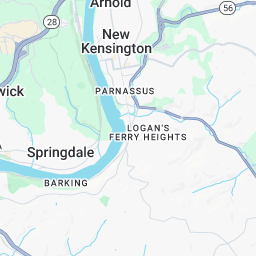 Arnold
28
56
New
Kensington
wick
PARNASSUS
LOGAN'S
FERRY HEIGHTS
Springdale
BARKING